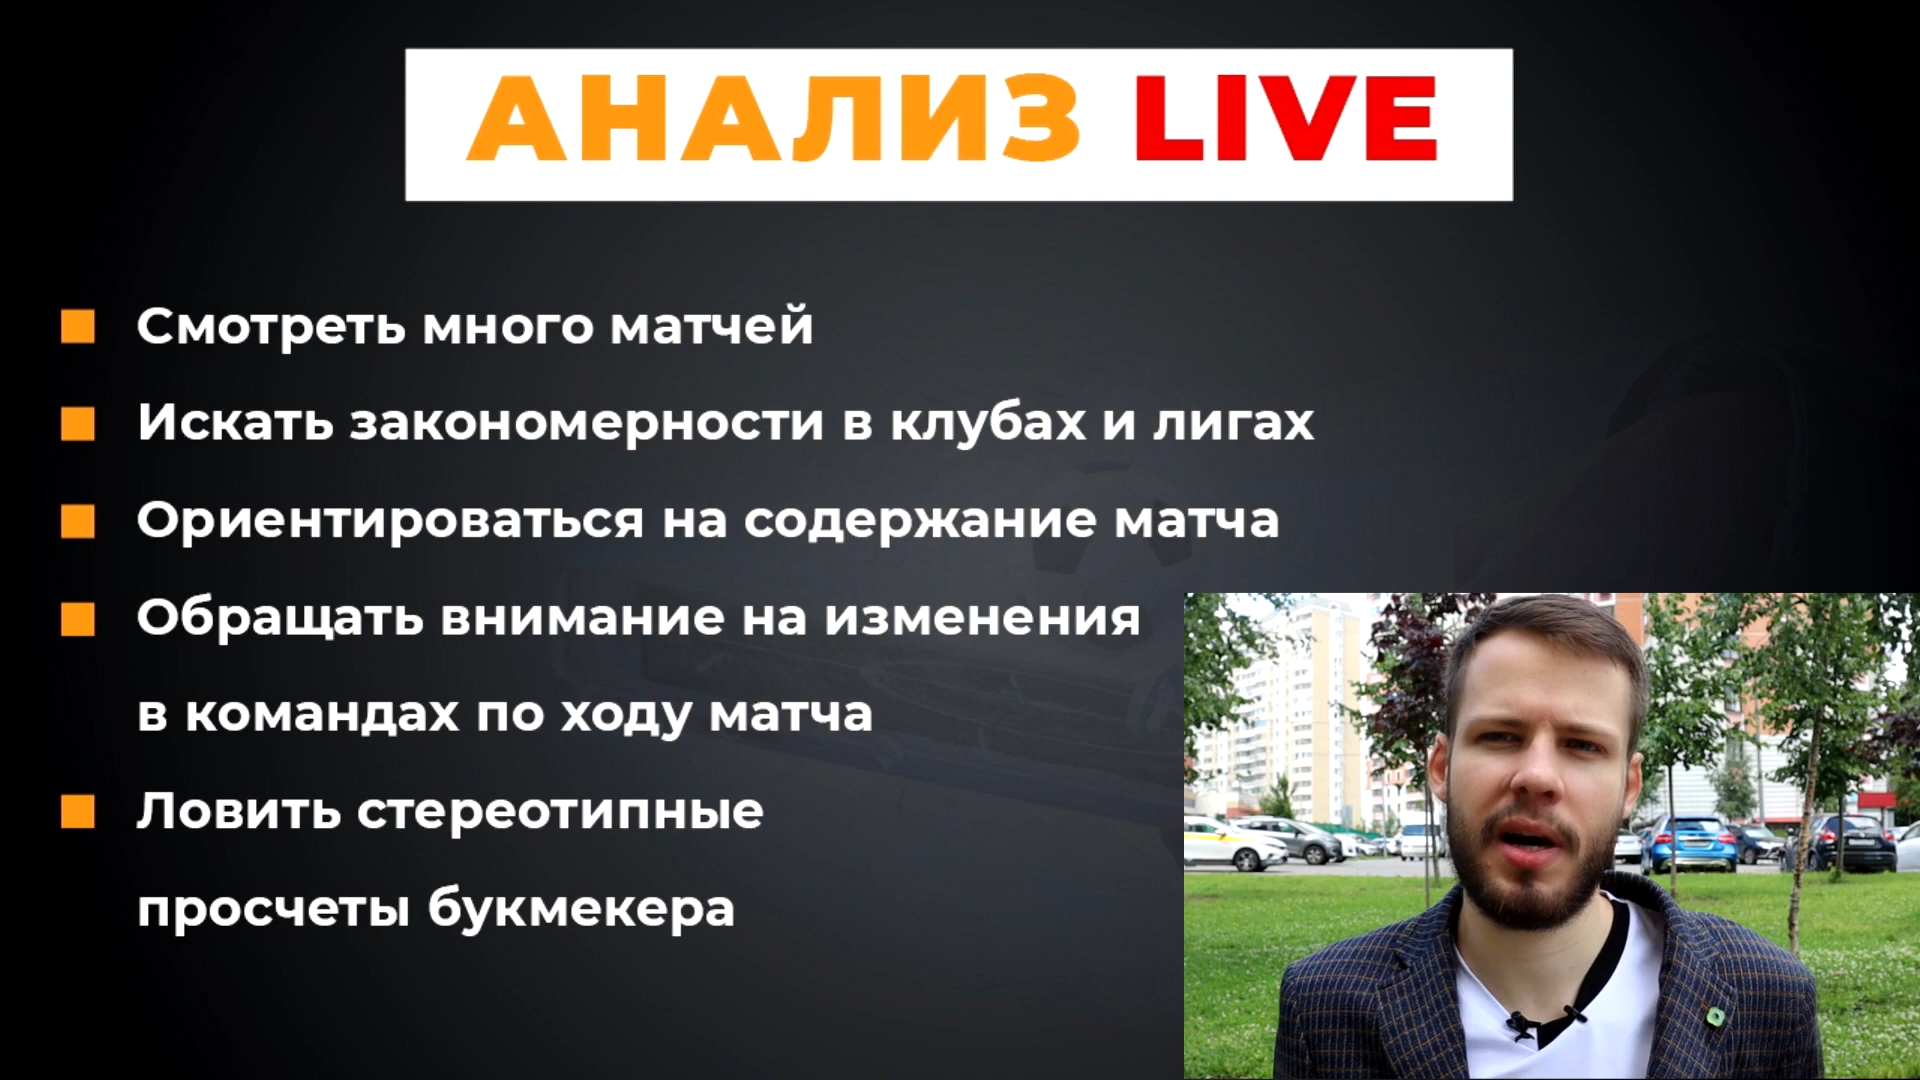 АНАЛИЗ LIVE
Смотреть много матчей
Искать закономерности в клубах и лигах
Ориентироваться на содержание матча
Обращать внимание на изменения
в командах по ходу матча
Ловить стереотипные
просчеты букмекера